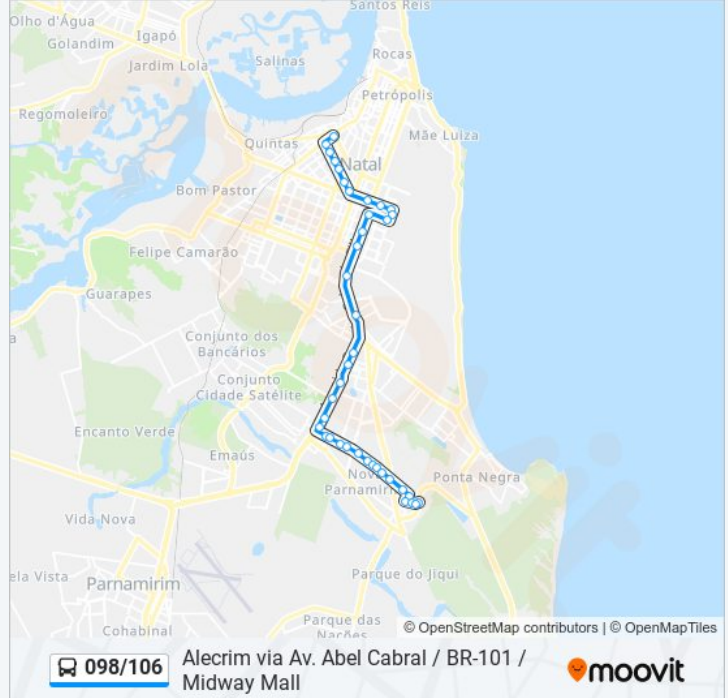 Santos Reis
Olho d'Água
Igapó
Golandim
Rocas
Salinas
Jardim Lola
Petrópolis
Regomoleiro
Mãe Luiza
Quintas
Natal
Bom Pastor
Felipe Camarão
Guarapes
Conjunto dos
Bancários
Conjunto
Cidade Satélite
Encanto Verde
Emaús
Nova
Parnamirim
Ponta Negra
Vida Nova
ela Vista
Parque do Jiqui
Parnamirim
Parque das
Nações
Cohabinal
© OpenStreetMap contributors | © OpenMapTiles
098/106
Alecrim via Av. Abel Cabral / BR-101 /
Midway Mall
moovit